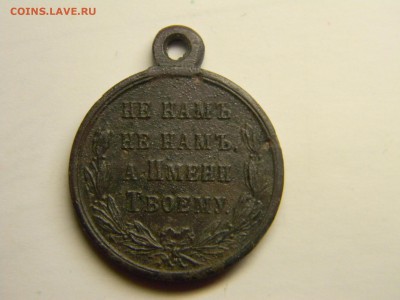 COINS.LAVE.RU
НЕ НАМЪ
НЕ НАМЪ,
А ИМЕНИ
ТВОЕМУ.